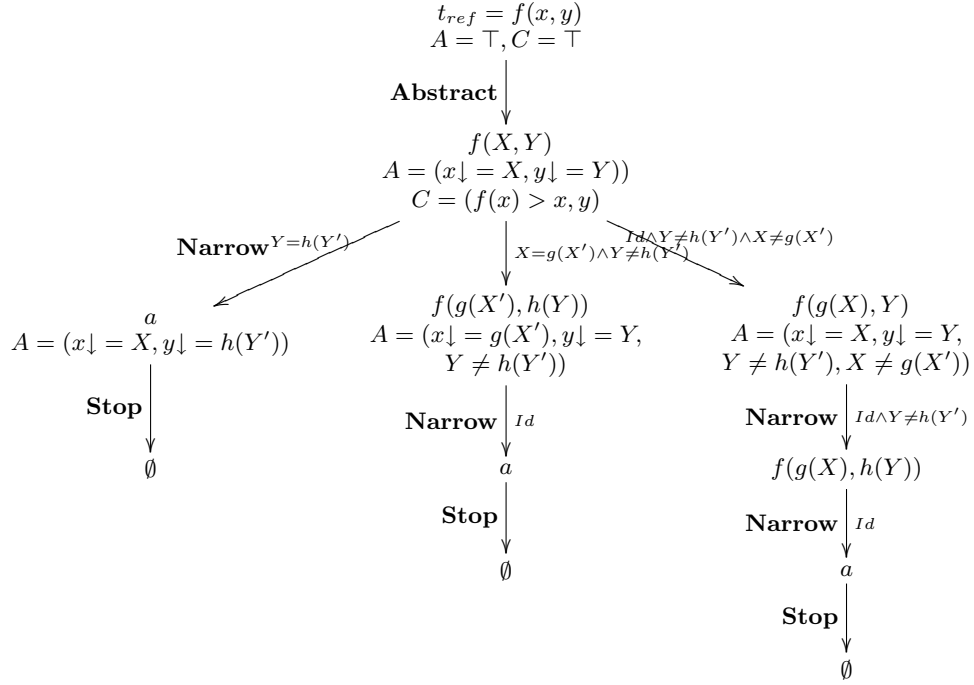 t_ref = f(x, y)
A = ⊤, C = ⊤
Abstract
f(X, Y)
A = (x↓ = X, y↓ = Y))
C = (f(x) > x, y)
Narrow Y=h(Y′)
X=g(X′)∧Y≠h(Y′)
Id∧Y≠h(Y′)∧X≠g(X′)
a
A = (x↓ = X, y↓ = h(Y′))
Stop
∅
f(g(X′), h(Y))
A = (x↓ = g(X′), y↓ = Y,
Y ≠ h(Y′))
Narrow Id
a
Stop
∅
f(g(X), Y)
A = (x↓ = X, y↓ = Y,
Y ≠ h(Y′), X ≠ g(X′))
Narrow Id∧Y≠h(Y′)
f(g(X), h(Y))
Narrow Id
a
Stop
∅